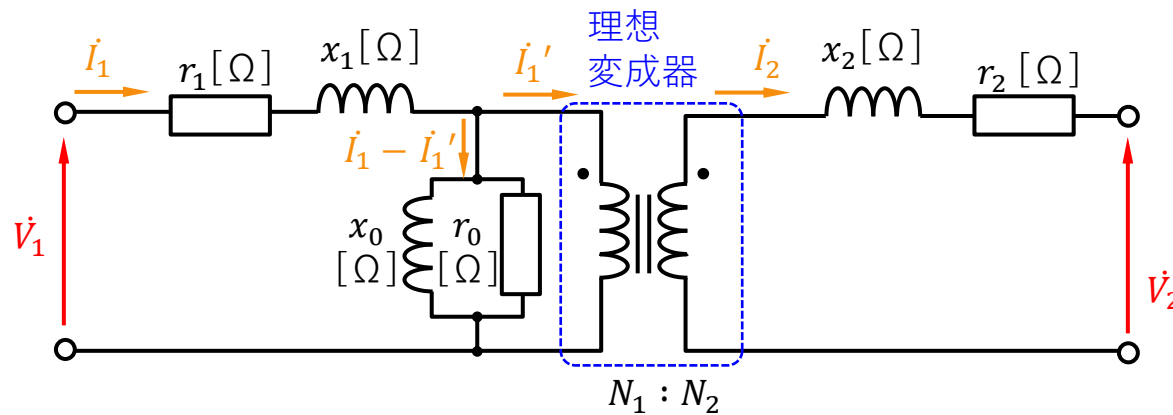 İ₁
r₁[Ω]
x₁[Ω]
İ₁′
理想
変成器
İ₂
x₂[Ω]
r₂[Ω]
İ₁ − İ₁′
V̇₁
x₀
[Ω]
r₀
[Ω]
V̇₂
N₁ : N₂